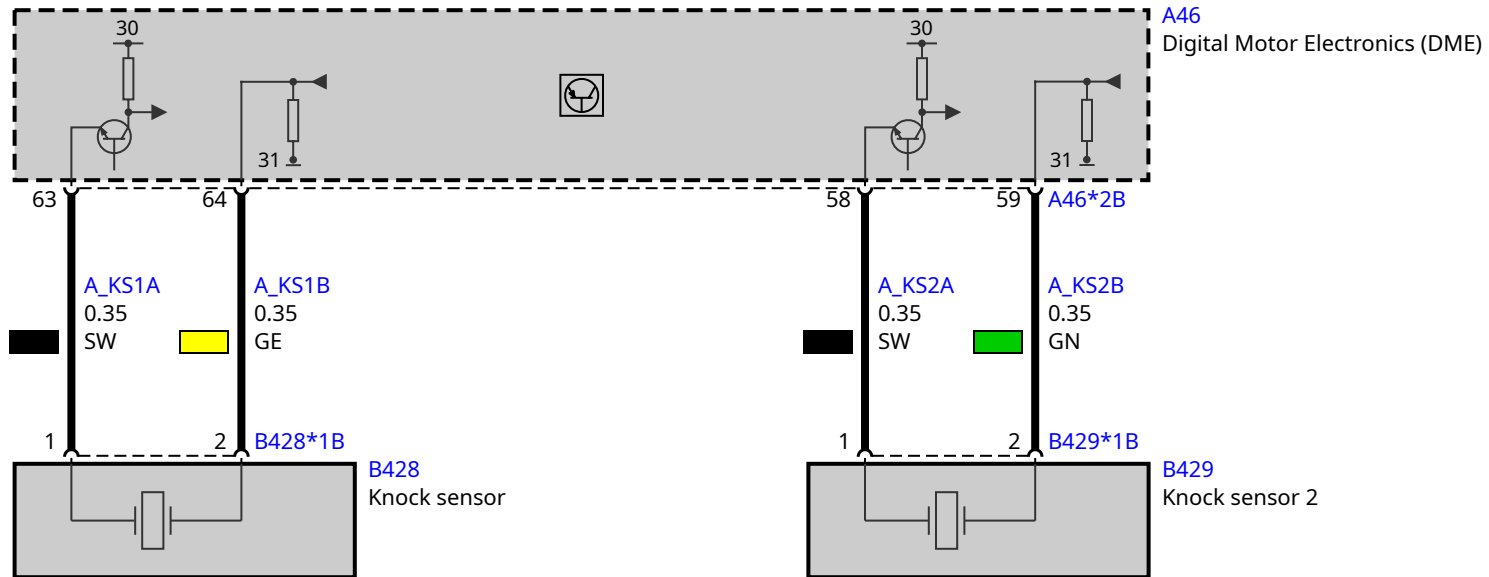 A46
Digital Motor Electronics (DME)
30
30
31
31
63
64
58
59
A46*2B
A_KS1A
0.35
SW
A_KS1B
0.35
GE
A_KS2A
0.35
SW
A_KS2B
0.35
GN
1
2
B428*1B
1
2
B429*1B
B428
Knock sensor
B429
Knock sensor 2